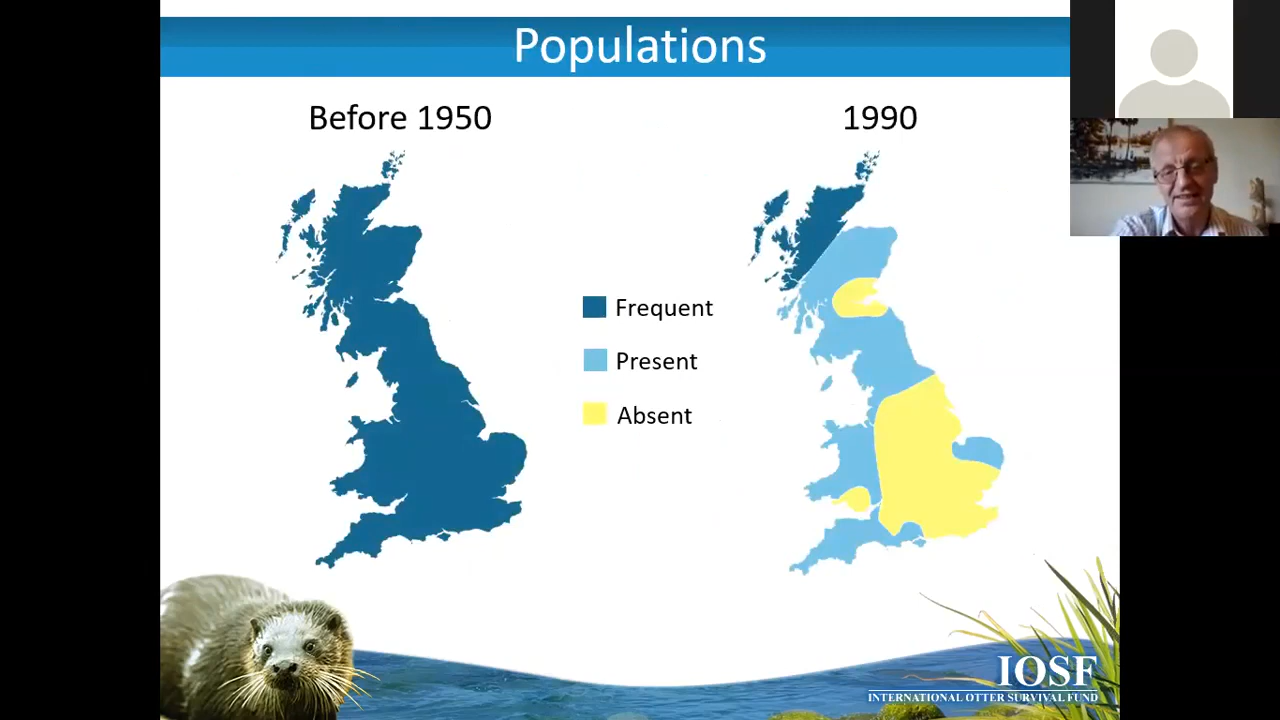 Populations
Before 1950
1990
Frequent
Present
Absent
IOSF
INTERNATIONAL OTTER SURVIVAL FUND